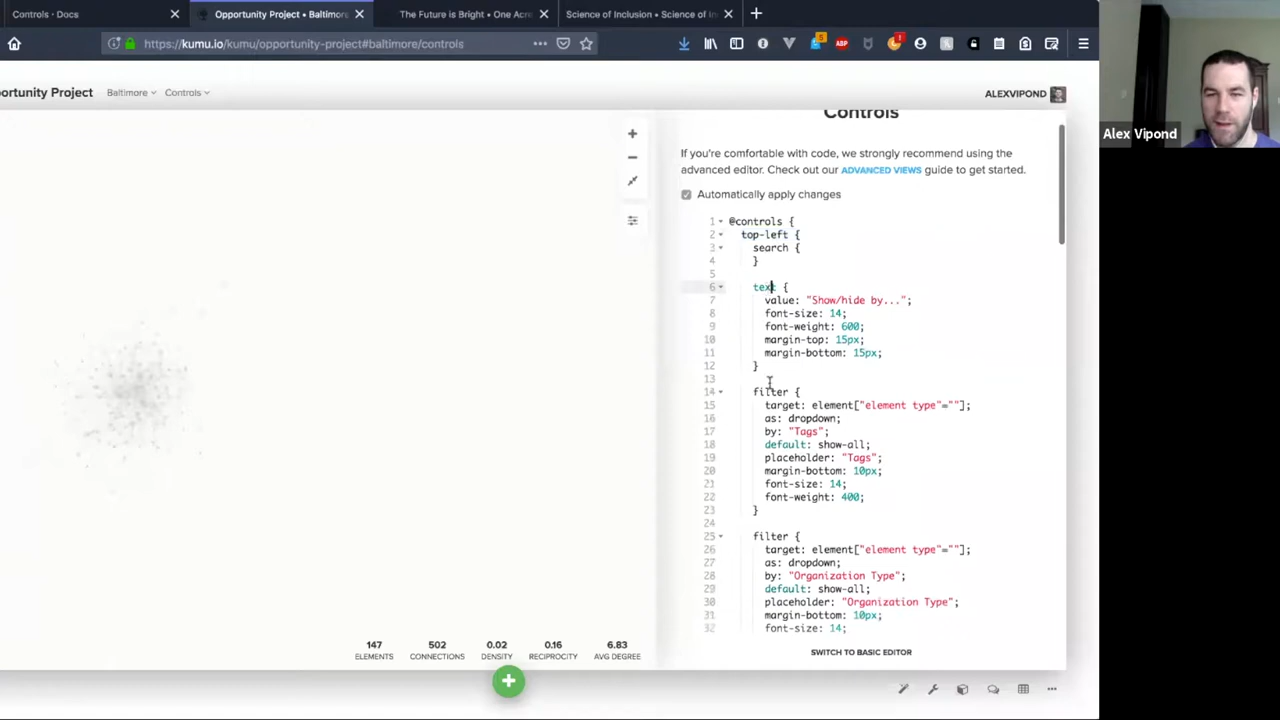 Controls · Docs
Opportunity Project • Baltimore
The Future is Bright • One Acre
Science of Inclusion • Science of In
https://kumu.io/kumu/opportunity-project#baltimore/controls
5
ABP
1
ortunity Project
Baltimore
Controls
ALEXVIPOND
Alex Vipond
Controls
If you're comfortable with code, we strongly recommend using the
advanced editor. Check out our ADVANCED VIEWS guide to get started.
Automatically apply changes
1 @controls {
2 top-left {
3 search {
4 }
5
6 text {
7 value: "Show/hide by...";
8 font-size: 14;
9 font-weight: 600;
10 margin-top: 15px;
11 margin-bottom: 15px;
12 }
13
14 filter {
15 target: element["element type"=""];
16 as: dropdown;
17 by: "Tags";
18 default: show-all;
19 placeholder: "Tags";
20 margin-bottom: 10px;
21 font-size: 14;
22 font-weight: 400;
23 }
24
25 filter {
26 target: element["element type"=""];
27 as: dropdown;
28 by: "Organization Type";
29 default: show-all;
30 placeholder: "Organization Type";
31 margin-bottom: 10px;
32 font-size: 14;
SWITCH TO BASIC EDITOR
147 502 0.02 0.16 6.83
ELEMENTS CONNECTIONS DENSITY RECIPROCITY AVG DEGREE